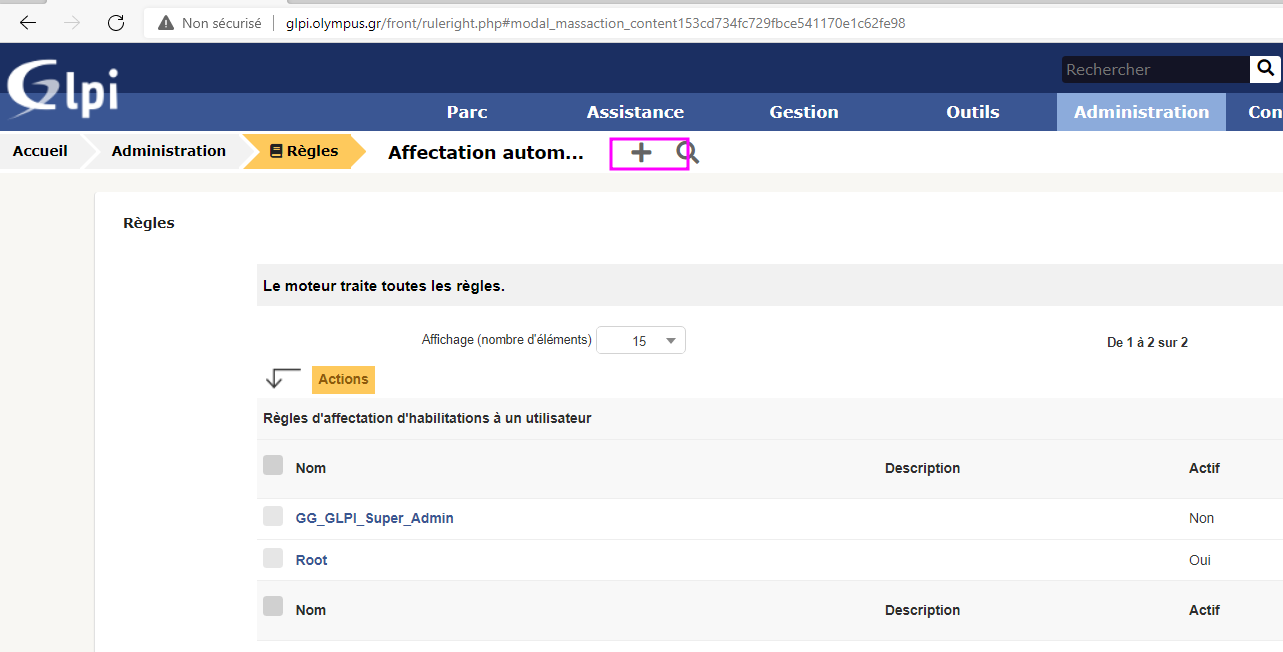 Non sécurisé glpi.olympus.gr/front/ruleright.php#modal_massaction_content153cd734fc729fbce541170e1c62fe98
Glpi
Rechercher
Parc Assistance Gestion Outils Administration Con
Accueil Administration Règles Affectation autom...
Règles
Le moteur traite toutes les règles.
Affichage (nombre d'éléments) 15 De 1 à 2 sur 2
Actions
Règles d'affectation d'habilitations à un utilisateur
Nom Description Actif
GG_GLPI_Super_Admin Non
Root Oui
Nom Description Actif